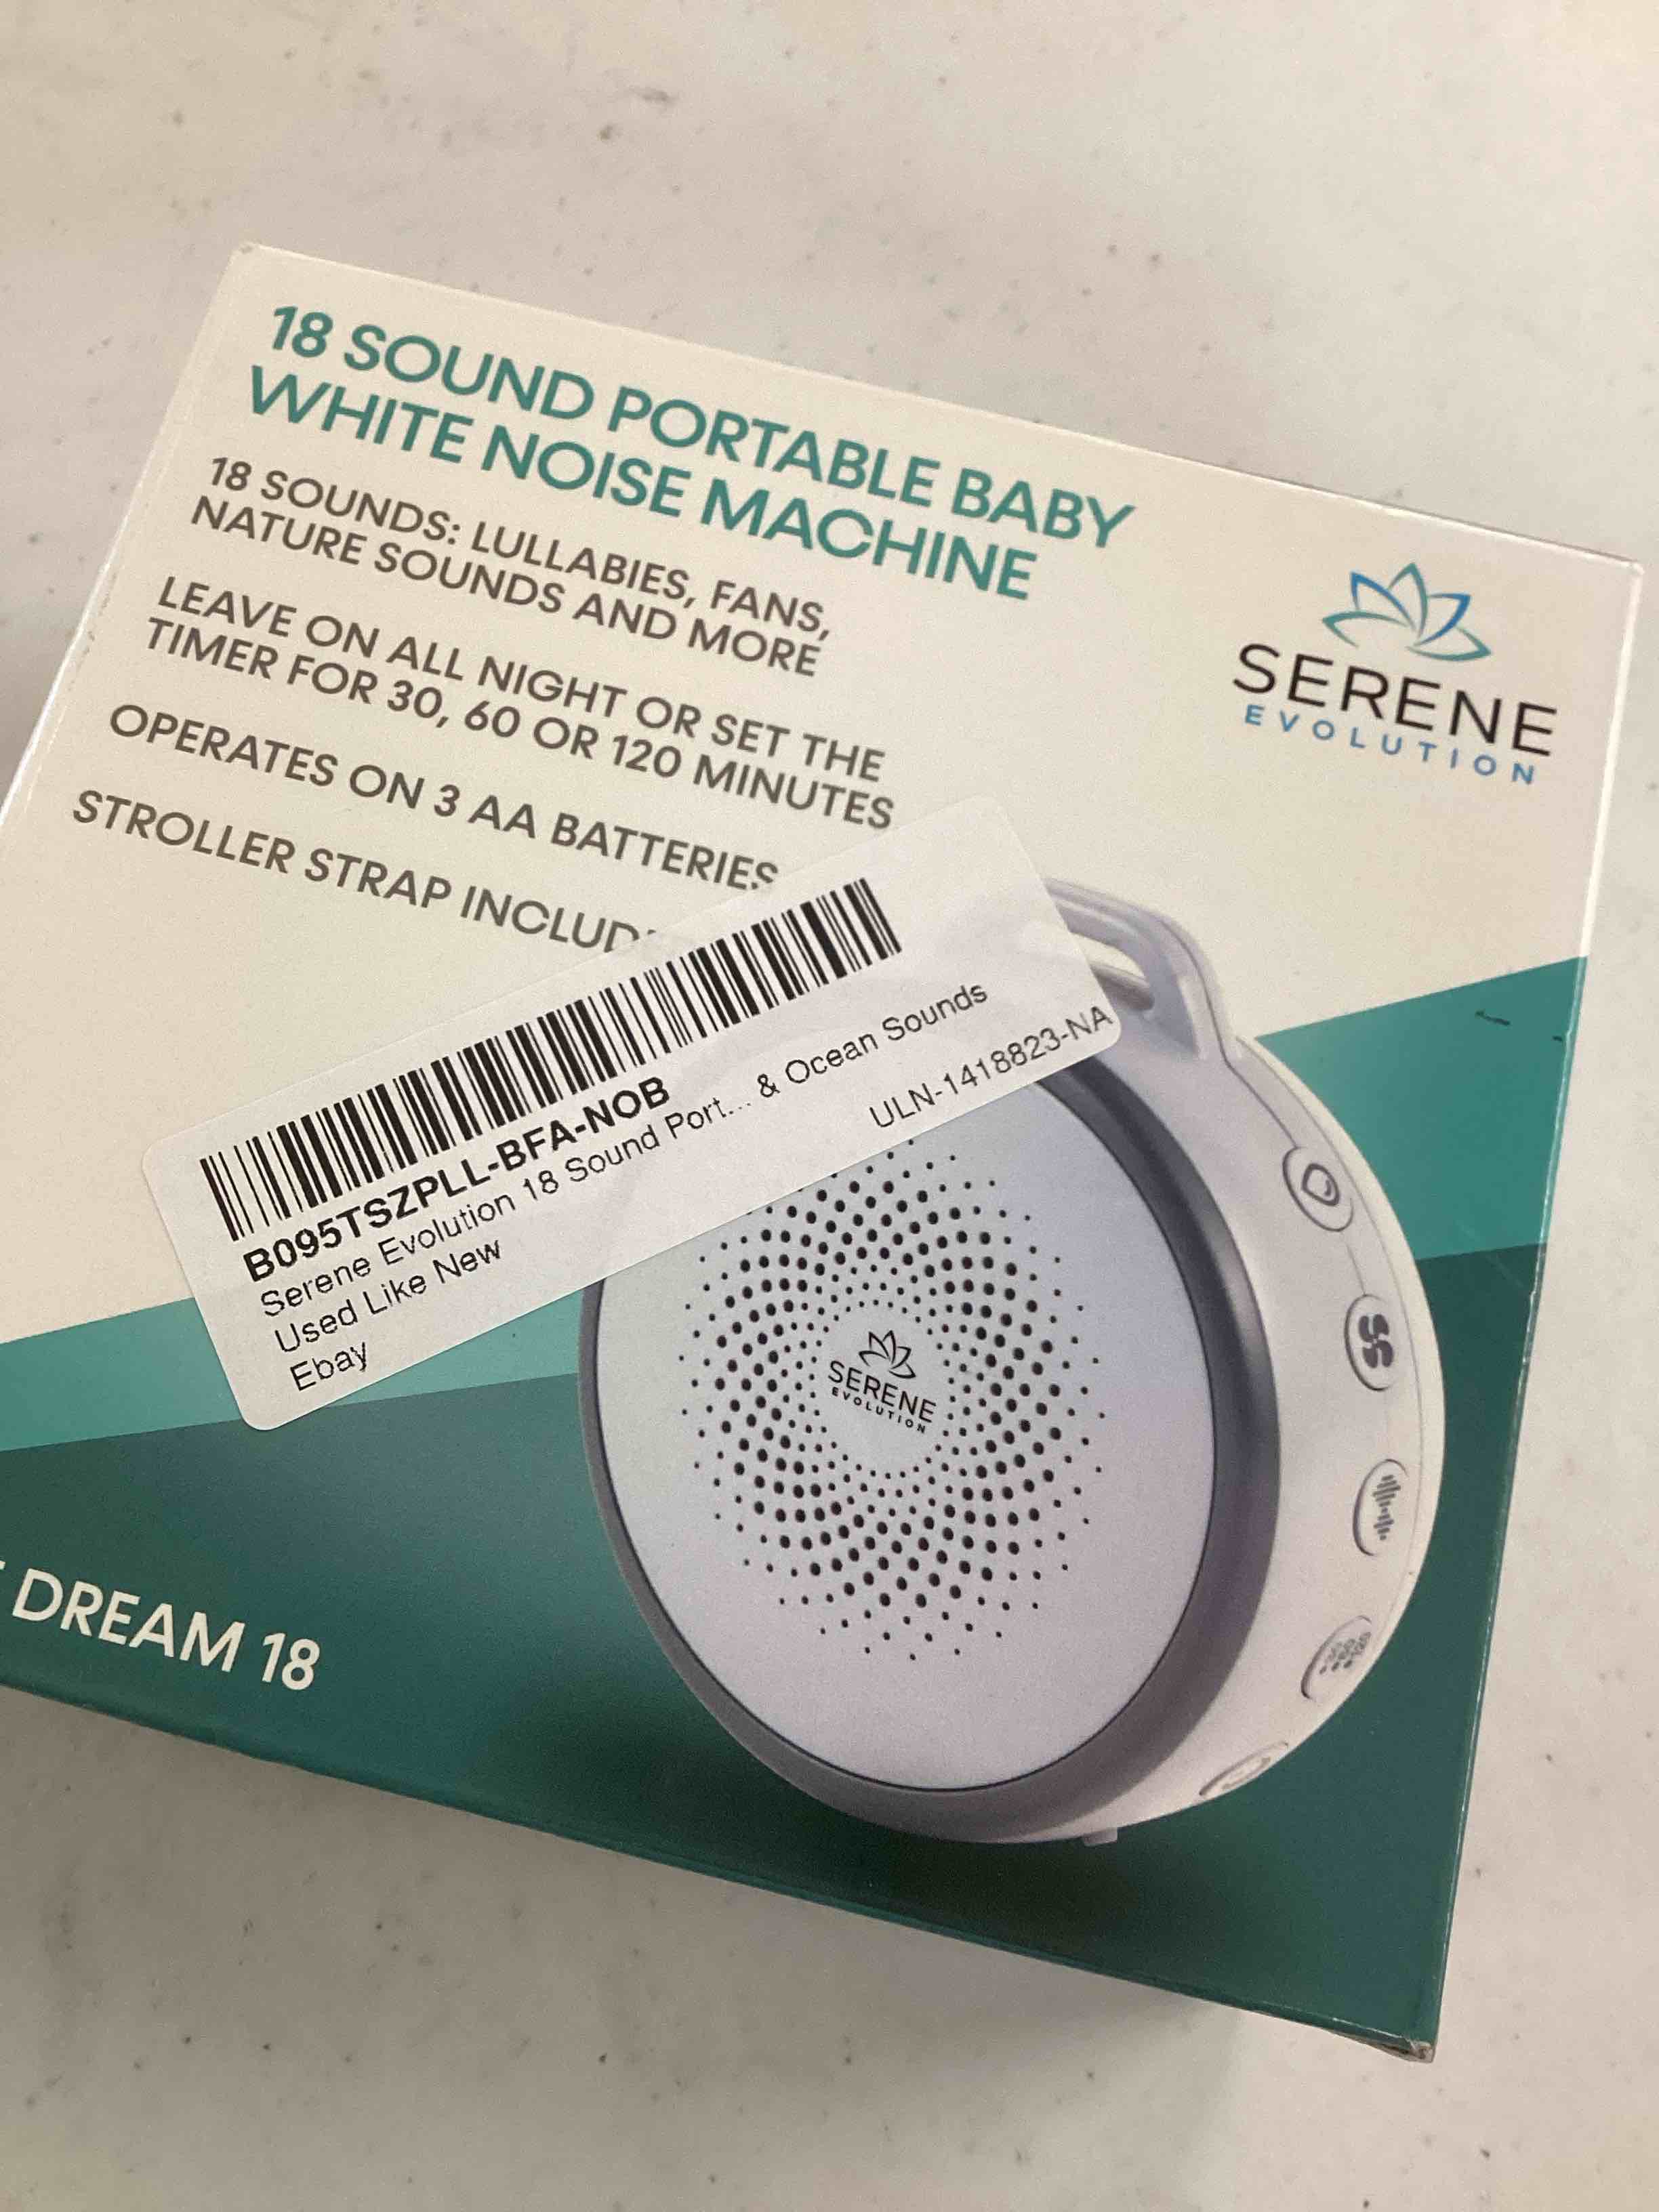 18 SOUND PORTABLE BABY
WHITE NOISE MACHINE
18 SOUNDS: LULLABIES, FANS,
NATURE SOUNDS AND MORE
LEAVE ON ALL NIGHT OR SET THE
TIMER FOR 30, 60 OR 120 MINUTES
OPERATES ON 3 AA BATTERIES
STROLLER STRAP INCLUD
SERENE
EVOLUTION
B095TSZPLL-BFA-NOB
Serene Evolution 18 Sound Port... & Ocean Sounds
Used Like New
Ebay
ULN-1418823-NA
SERENE
EVOLUTION
DREAM 18